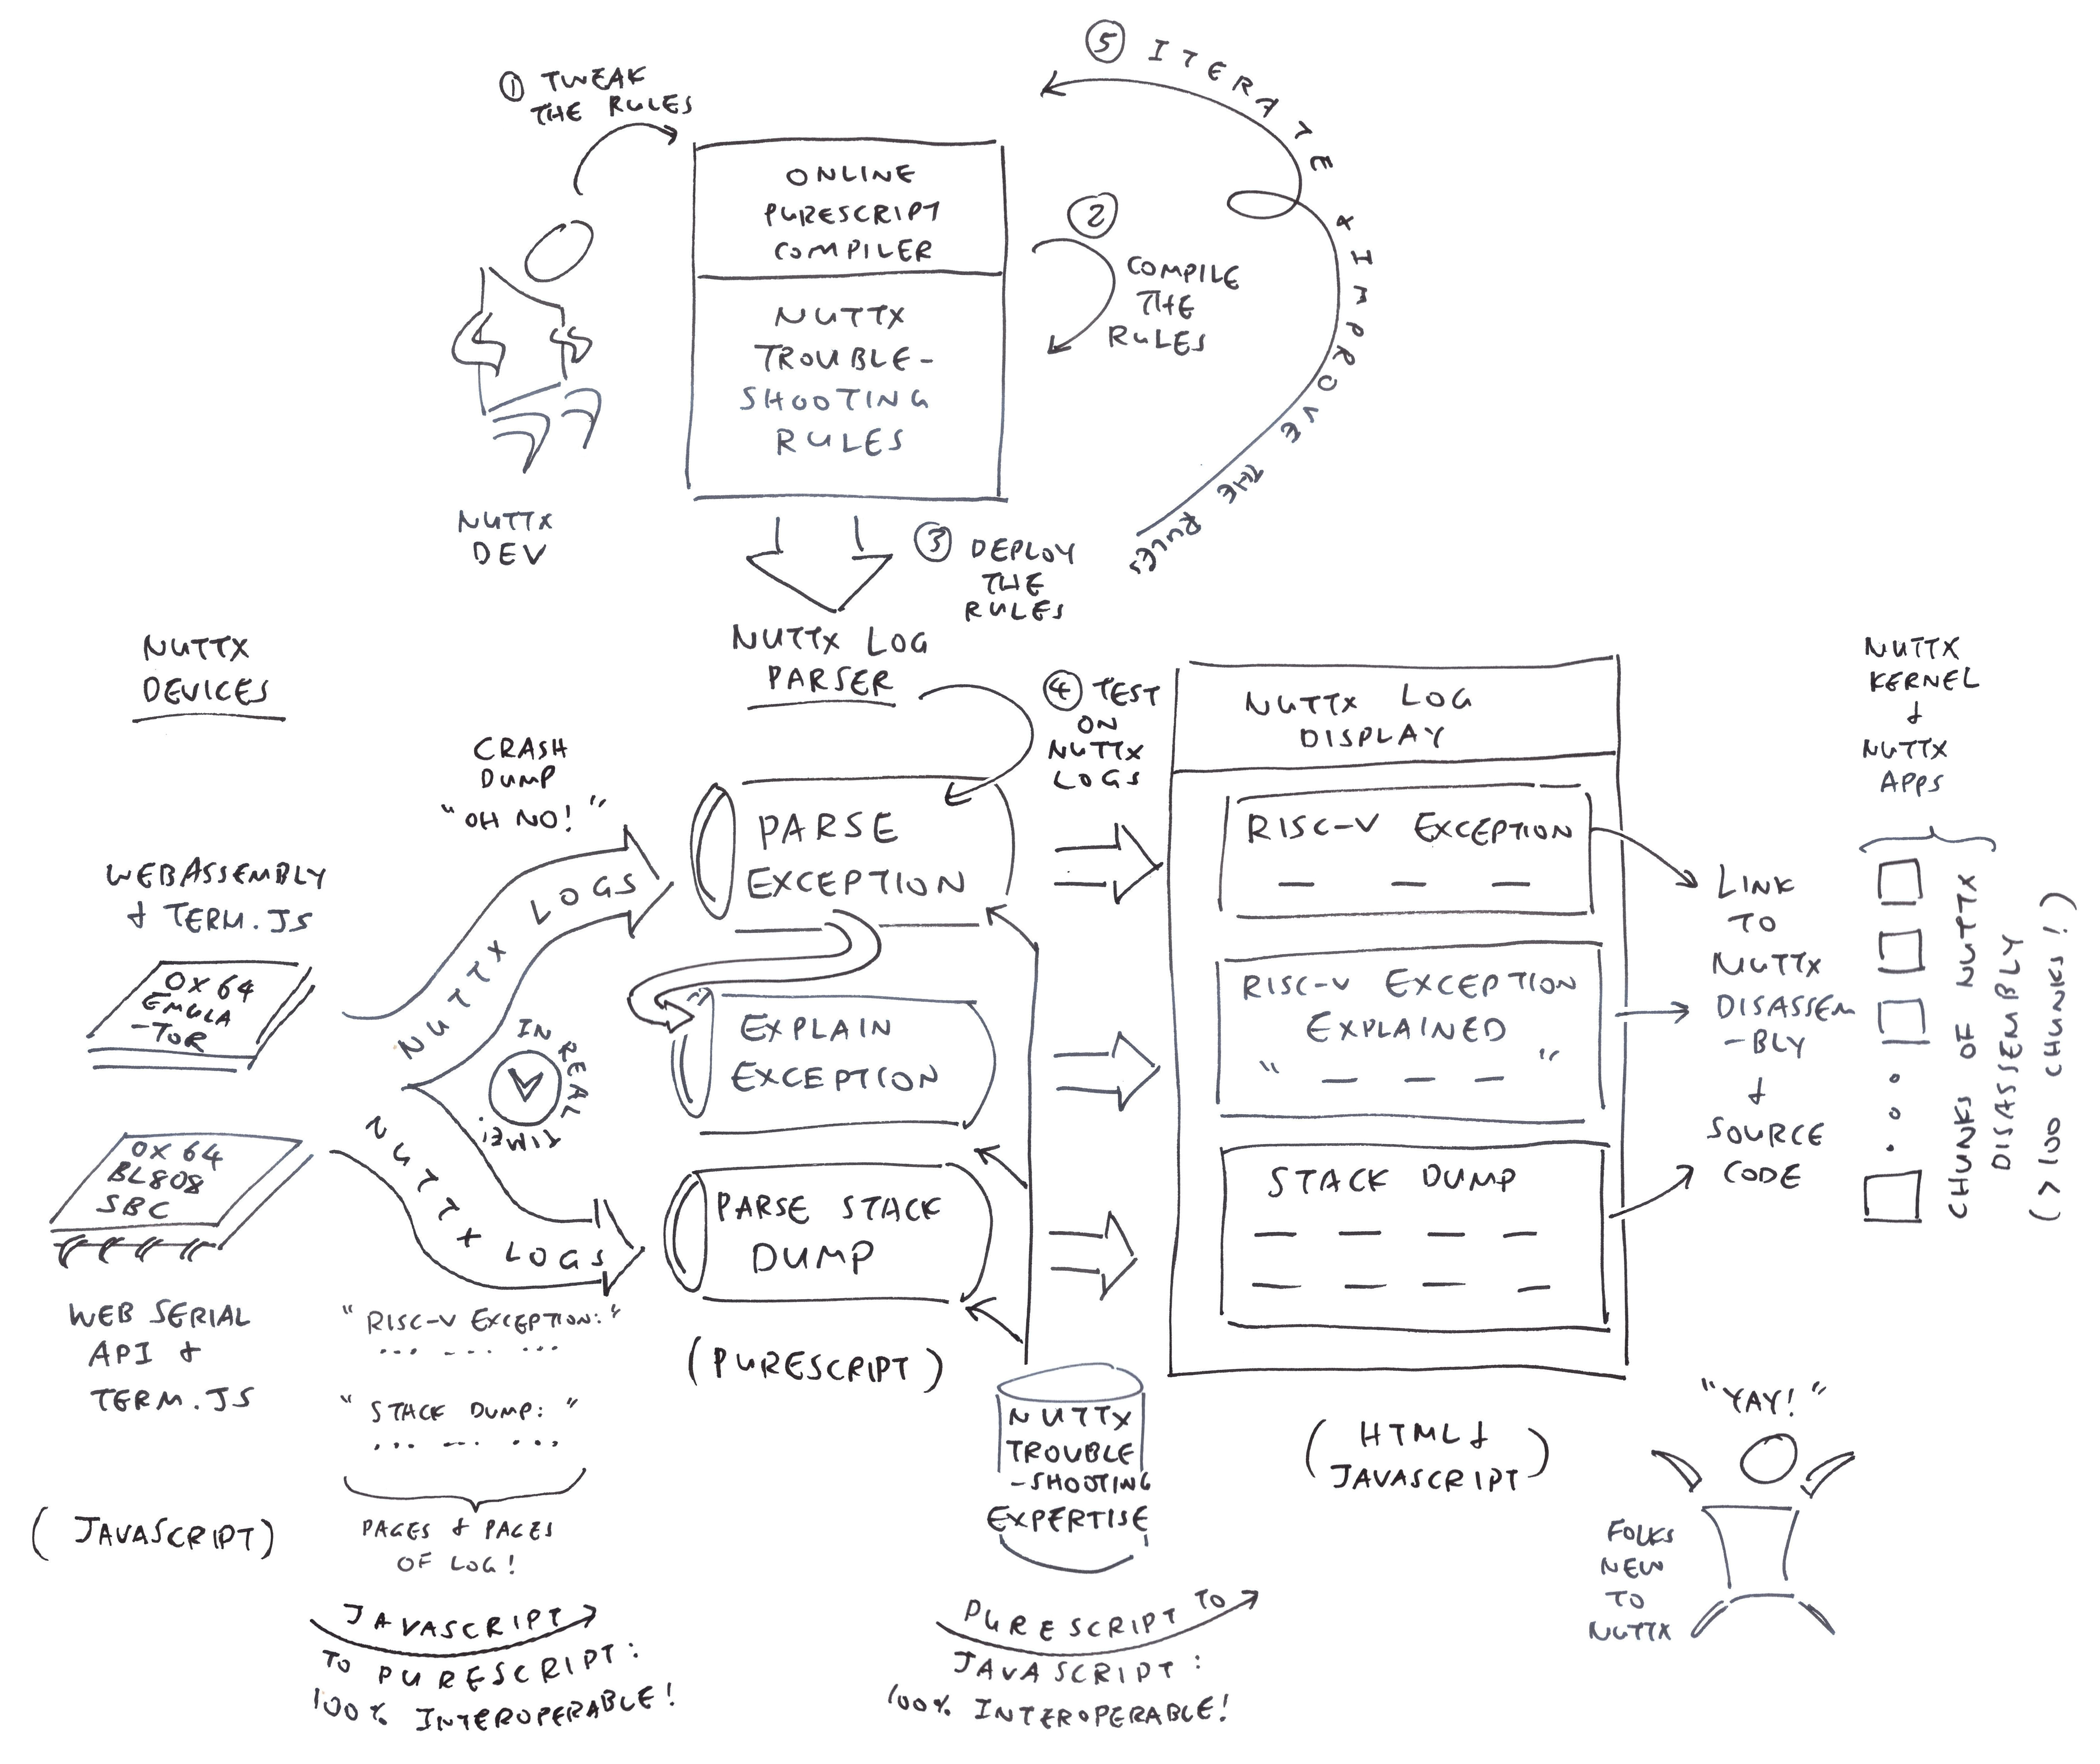 ① TWEAK
THE RULES
⑤ ITERATE & IMPROVE THE RULES
ONLINE
PURESCRIPT
COMPILER
② COMPILE
THE
RULES
NUTTX
TROUBLE-
SHOOTING
RULES
NUTTX
DEV
③ DEPLOY
THE
RULES
NUTTX
DEVICES
NUTTX LOG
PARSER
④ TEST
ON
NUTTX
LOGS
NUTTX LOG
DISPLAY
NUTTX
KERNEL
&
NUTTX
APPS
CRASH
DUMP
"OH NO!"
WEBASSEMBLY
& TERM.JS
OX64
EMULA
-TOR
NUTTX LOGS
IN REAL TIME!
NUTTX LOGS
OX64
BL808
SBC
WEB SERIAL
API &
TERM.JS
(JAVASCRIPT)
"RISC-V EXCEPTION:"
... ... ...
"STACK DUMP:"
... ... ...
PAGES & PAGES
OF LOG!
JAVASCRIPT
TO PURESCRIPT:
100% INTEROPERABLE!
PARSE
EXCEPTION
EXPLAIN
EXCEPTION
PARSE STACK
DUMP
(PURESCRIPT)
NUTTX
TROUBLE
-SHOOTING
EXPERTISE
PURESCRIPT TO
JAVASCRIPT:
100% INTEROPERABLE!
RISC-V EXCEPTION
— — —
RISC-V EXCEPTION
EXPLAINED
" — — — "
STACK DUMP
— — — —
— — — —
(HTML &
JAVASCRIPT)
LINK
TO
NUTTX
DISASSEM
-BLY
&
SOURCE
CODE
CHUNKS OF NUTTX
DISASSEMBLY
(>100 CHUNKS!)
"YAY!"
FOLKS
NEW
TO
NUTTX